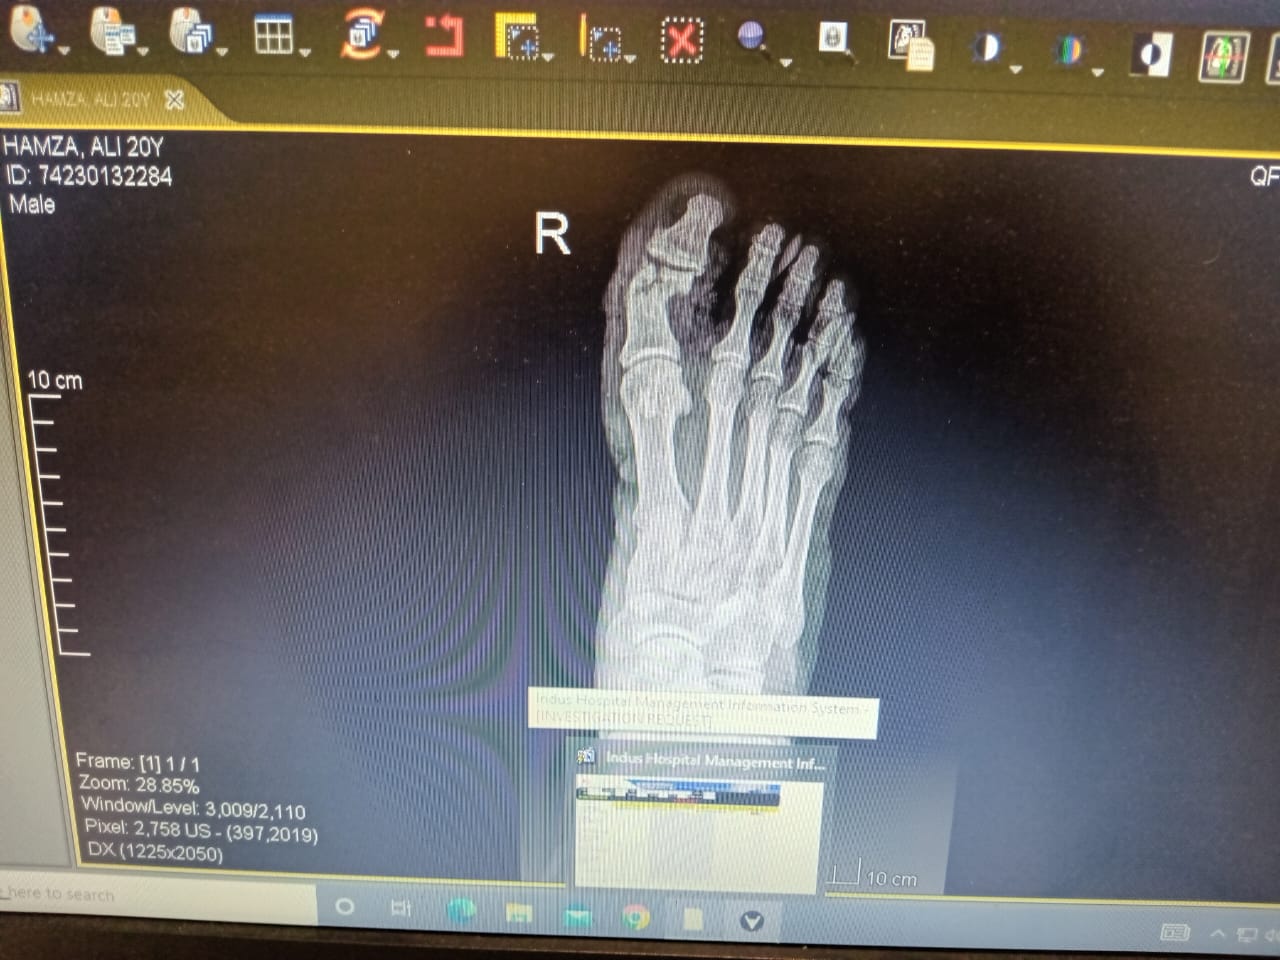 HAMZA, ALI 20Y
HAMZA, ALI 20Y
ID: 74230132284
Male
QF
R
10 cm
Indus Hospital Management Information System -
[INVESTIGATION REQUEST]
Indus Hospital Management Inf...
Frame: [1] 1 / 1
Zoom: 28.85%
Window/Level: 3,009/2,110
Pixel: 2,758 US - (397,2019)
DX (1225x2050)
10 cm
here to search